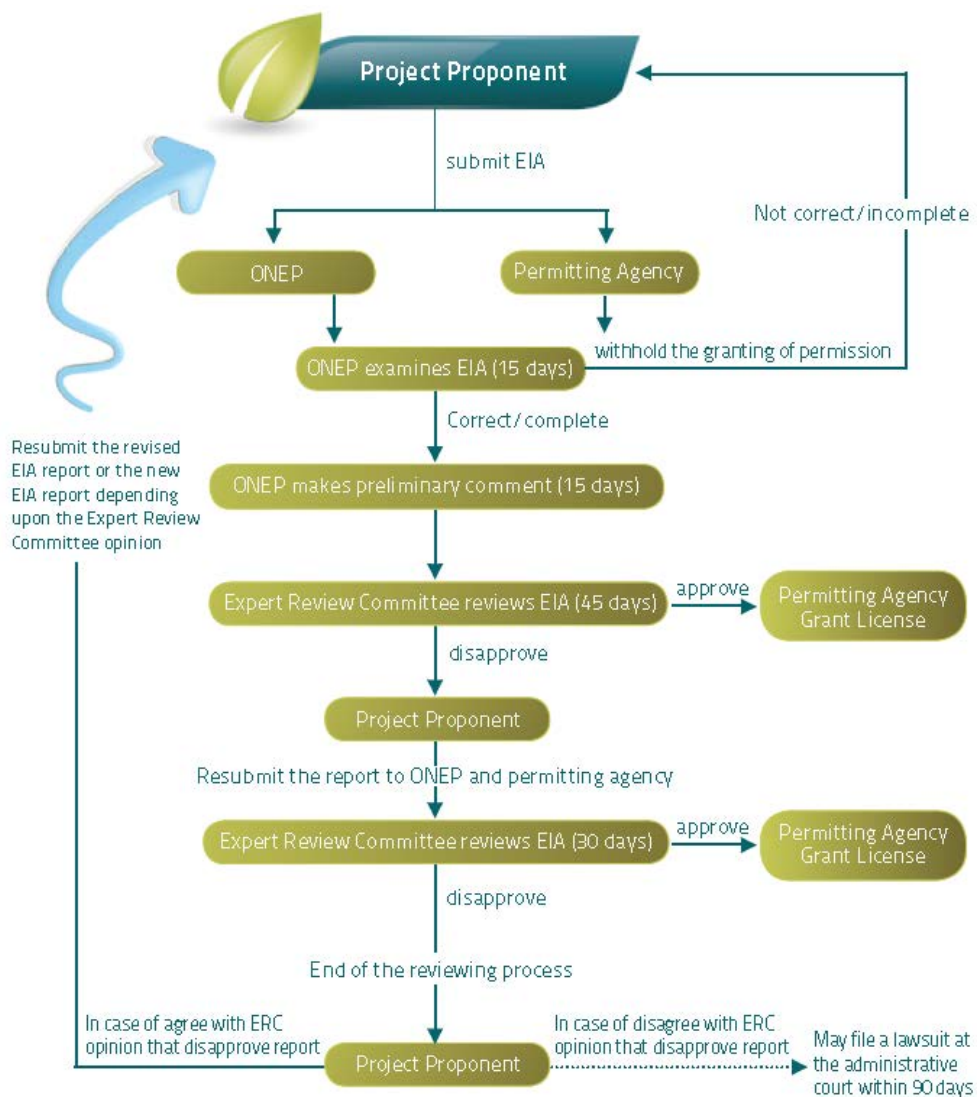 Project Proponent
submit EIA
Not correct/incomplete
ONEP
Permitting Agency
withhold the granting of permission
ONEP examines EIA (15 days)
Correct/complete
Resubmit the revised
EIA report or the new
EIA report depending
upon the Expert Review
Committee opinion
ONEP makes preliminary comment (15 days)
Expert Review Committee reviews EIA (45 days)
approve
Permitting Agency
Grant License
disapprove
Project Proponent
Resubmit the report to ONEP and permitting agency
Expert Review Committee reviews EIA (30 days)
approve
Permitting Agency
Grant License
disapprove
End of the reviewing process
In case of agree with ERC
opinion that disapprove report
Project Proponent
In case of disagree with ERC
opinion that disapprove report
May file a lawsuit at
the administrative
court within 90 days